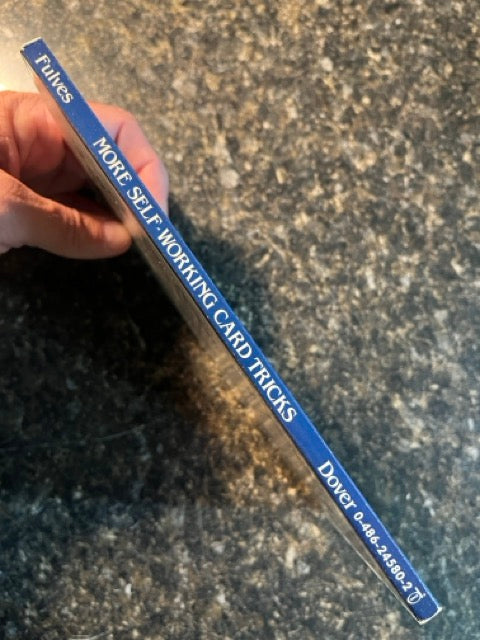 Fulves MORE SELF-WORKING CARD TRICKS Dover 0-486-24580-2